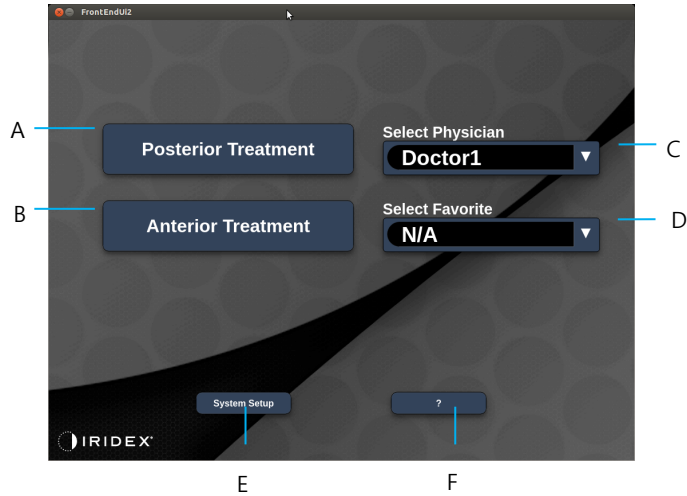 FrontEndUi2
A
Posterior Treatment
Select Physician
Doctor1
C
B
Anterior Treatment
Select Favorite
N/A
D
System Setup
?
IRIDEX
E
F